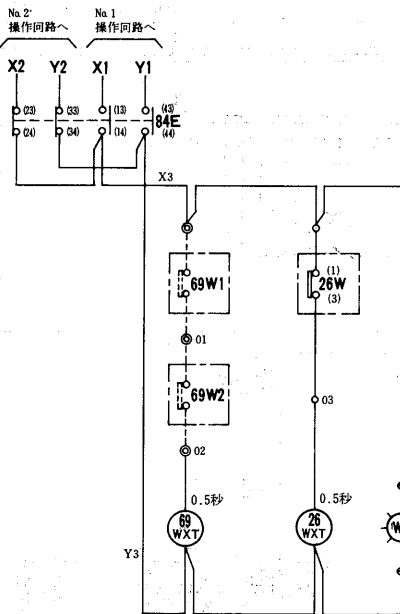 No.2 No.1
操作回路へ 操作回路へ
X2 Y2 X1 Y1
(23) (33) (13) (43)
84E
(24) (34) (14) (44)
X3
69W1
(1)
26W
(3)
01
69W2
03
02
0.5秒 0.5秒
69 26
WXT WXT
Y3